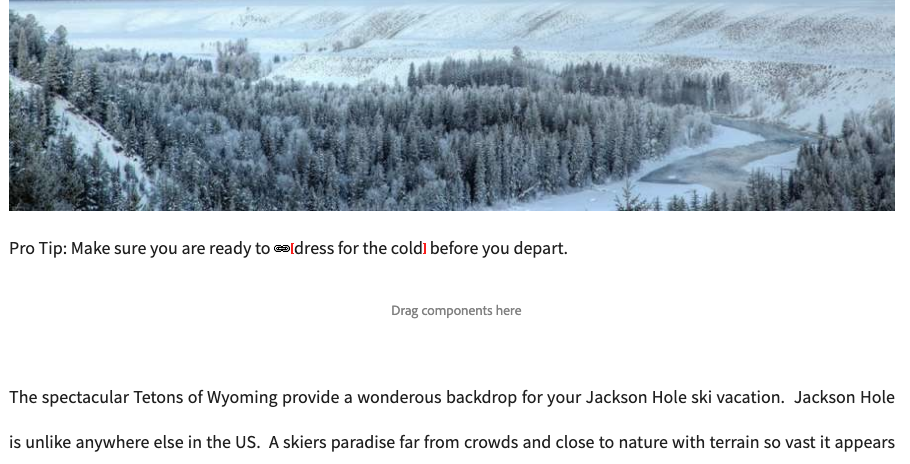 Pro Tip: Make sure you are ready to [dress for the cold] before you depart.
Drag components here
The spectacular Tetons of Wyoming provide a wonderous backdrop for your Jackson Hole ski vacation.  Jackson Hole
is unlike anywhere else in the US.  A skiers paradise far from crowds and close to nature with terrain so vast it appears